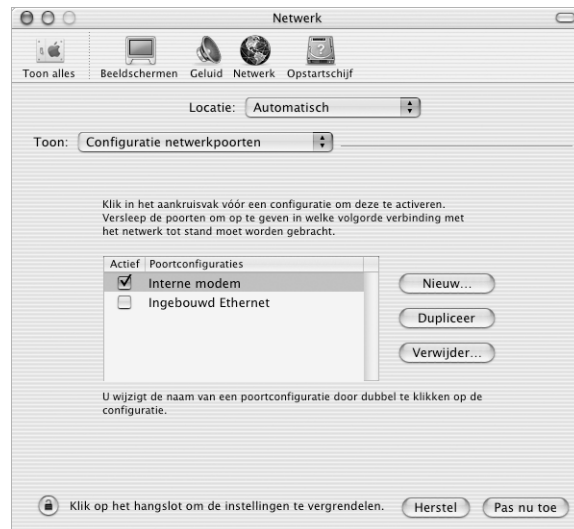 Netwerk
Toon alles
Beeldschermen
Geluid
Netwerk
Opstartschijf
Locatie: Automatisch
Toon: Configuratie netwerkpoorten
Klik in het aankruisvak vóór een configuratie om deze te activeren.
Versleep de poorten om op te geven in welke volgorde verbinding met
het netwerk tot stand moet worden gebracht.
Actief Poortconfiguraties
Interne modem
Ingebouwd Ethernet
Nieuw...
Dupliceer
Verwijder...
U wijzigt de naam van een poortconfiguratie door dubbel te klikken op de
configuratie.
Klik op het hangslot om de instellingen te vergrendelen.
Herstel
Pas nu toe